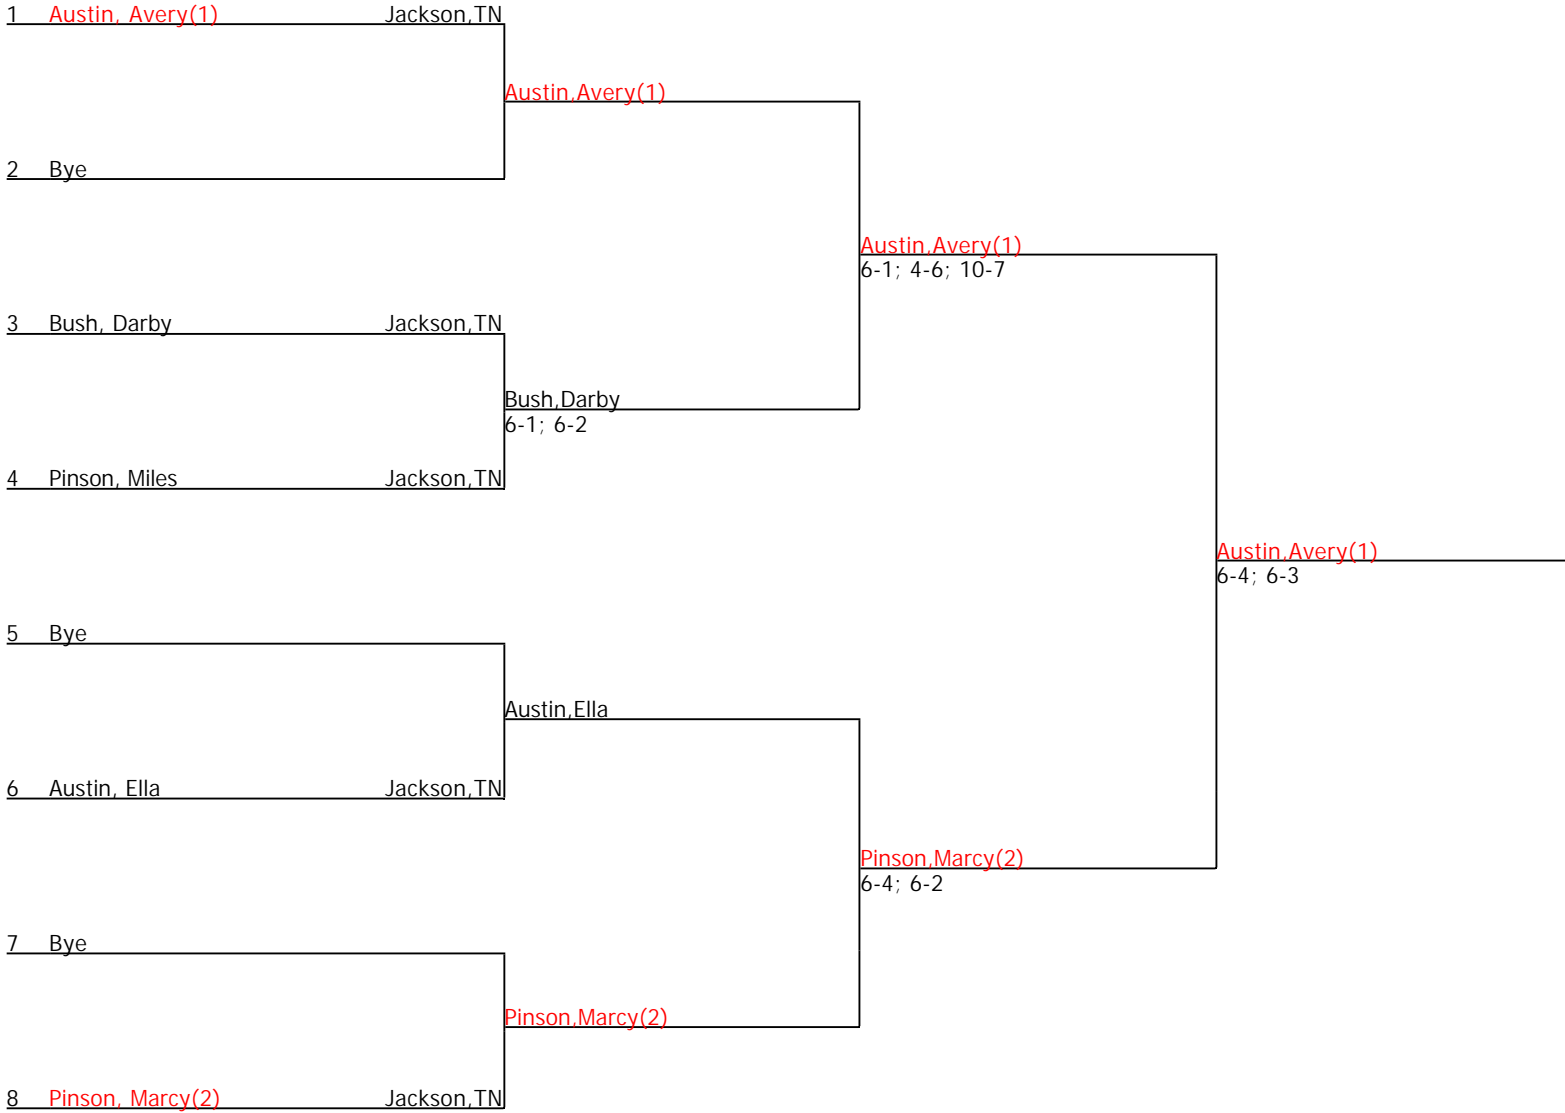 1 Austin, Avery(1) Jackson,TN
Austin,Avery(1)
2 Bye
Austin,Avery(1)
6-1; 4-6; 10-7
3 Bush, Darby Jackson,TN
Bush,Darby
6-1; 6-2
4 Pinson, Miles Jackson,TN
Austin,Avery(1)
6-4; 6-3
5 Bye
Austin,Ella
6 Austin, Ella Jackson,TN
Pinson,Marcy(2)
6-4; 6-2
7 Bye
Pinson,Marcy(2)
8 Pinson, Marcy(2) Jackson,TN